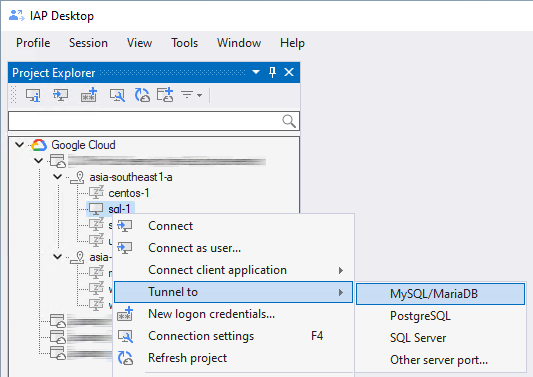 IAP Desktop
Profile Session View Tools Window Help
Project Explorer
Google Cloud
asia-southeast1-a
centos-1
sql-1
Connect
s
Connect as user...
u
Connect client application
asia-
Tunnel to
MySQL/MariaDB
New logon credentials...
PostgreSQL
Connection settings F4
SQL Server
Refresh project
Other server port...